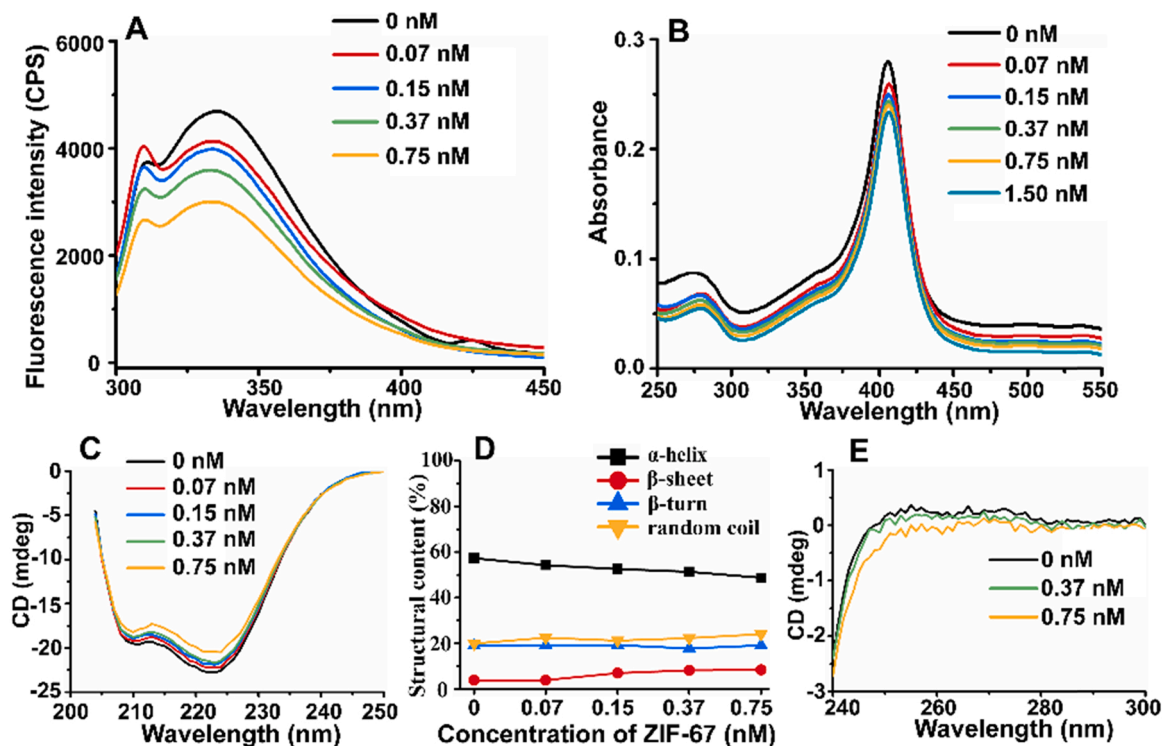 A
0 nM
0.07 nM
0.15 nM
0.37 nM
0.75 nM
6000
4000
2000
0
300
350
400
450
Fluorescence intensity (CPS)
Wavelength (nm)
B
0 nM
0.07 nM
0.15 nM
0.37 nM
0.75 nM
1.50 nM
0.3
0.2
0.1
0.0
250
300
350
400
450
500
550
Absorbance
Wavelength (nm)
C
0 nM
0.07 nM
0.15 nM
0.37 nM
0.75 nM
0
-5
-10
-15
-20
-25
200
210
220
230
240
250
CD (mdeg)
Wavelength (nm)
D
α-helix
β-sheet
β-turn
random coil
100
80
60
40
20
0
0
0.07
0.15
0.37
0.75
Structural content (%)
Concentration of ZIF-67 (nM)
E
0 nM
0.37 nM
0.75 nM
1
0
-1
-2
-3
240
260
280
300
CD (mdeg)
Wavelength (nm)